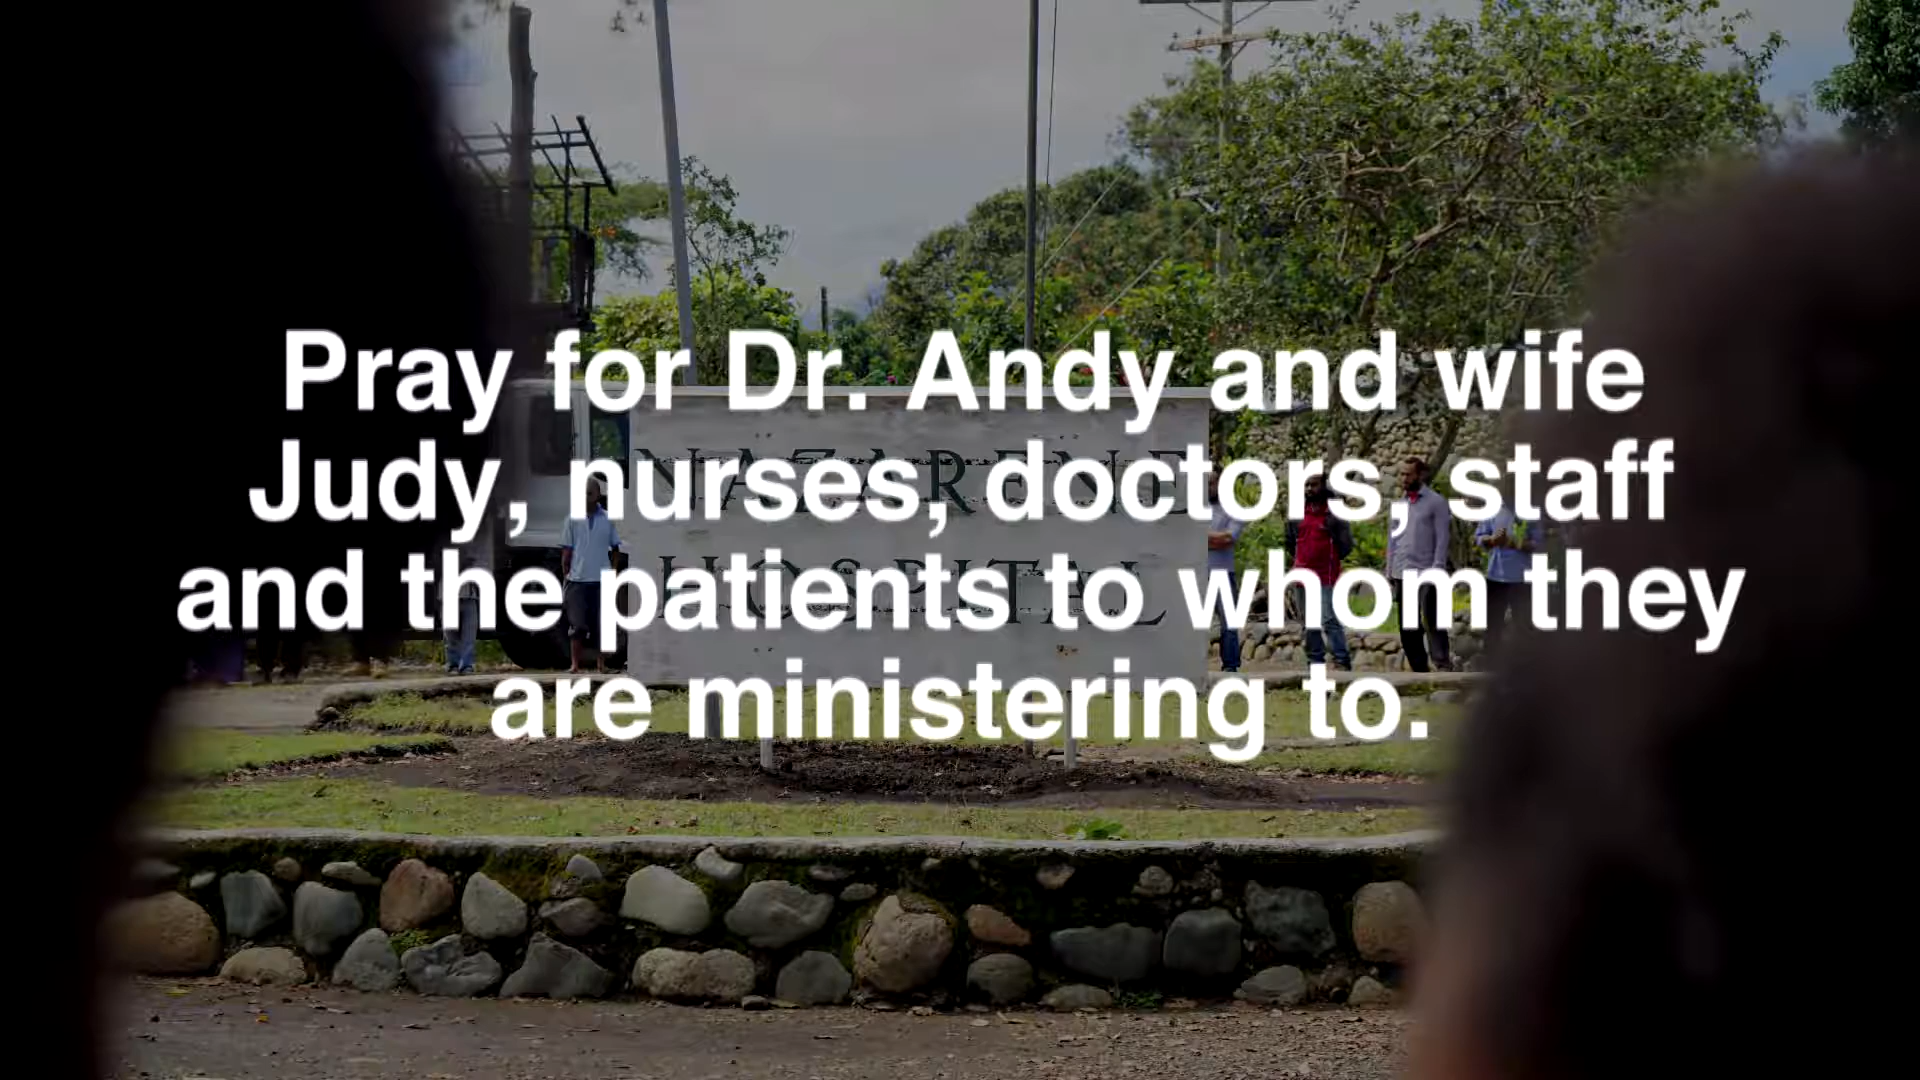 Pray for Dr. Andy and wife
Judy, nurses, doctors, staff
and the patients to whom they
are ministering to.
NAZARENE
HOSPITAL